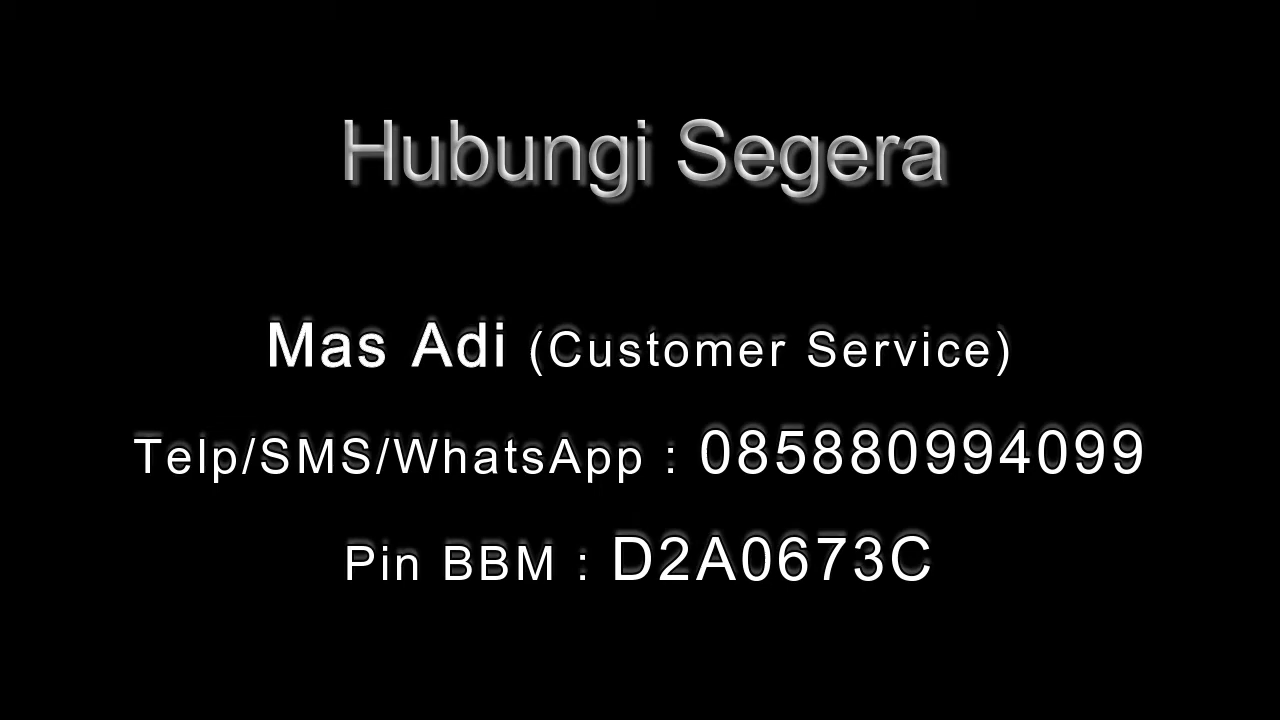 Hubungi Segera
Mas Adi (Customer Service)
Telp/SMS/WhatsApp : 085880994099
Pin BBM : D2A0673C